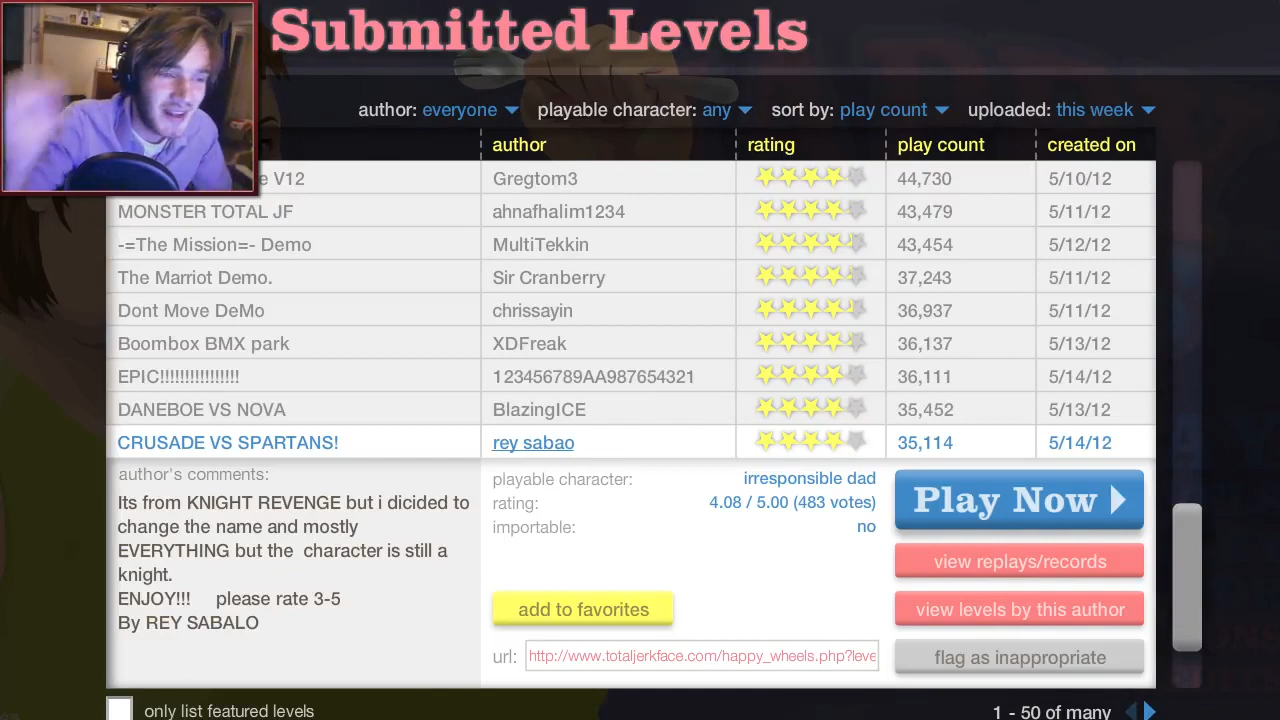 Submitted Levels
author: everyone playable character: any sort by: play count uploaded: this week
author rating play count created on
e V12 Gregtom3 44,730 5/10/12
MONSTER TOTAL JF ahnafhalim1234 43,479 5/11/12
-=The Mission=- Demo MultiTekkin 43,454 5/12/12
The Marriot Demo. Sir Cranberry 37,243 5/11/12
Dont Move DeMo chrissayin 36,937 5/11/12
Boombox BMX park XDFreak 36,137 5/13/12
EPIC!!!!!!!!!!!!!!!! 123456789AA987654321 36,111 5/14/12
DANEBOE VS NOVA BlazingICE 35,452 5/13/12
CRUSADE VS SPARTANS! rey sabao 35,114 5/14/12
author's comments:
Its from KNIGHT REVENGE but i dicided to
change the name and mostly
EVERYTHING but the character is still a
knight.
ENJOY!!! please rate 3-5
By REY SABALO
playable character: irresponsible dad
rating: 4.08 / 5.00 (483 votes)
importable: no
add to favorites
url: http://www.totaljerkface.com/happy_wheels.php?leve
Play Now
view replays/records
view levels by this author
flag as inappropriate
only list featured levels
1 - 50 of many